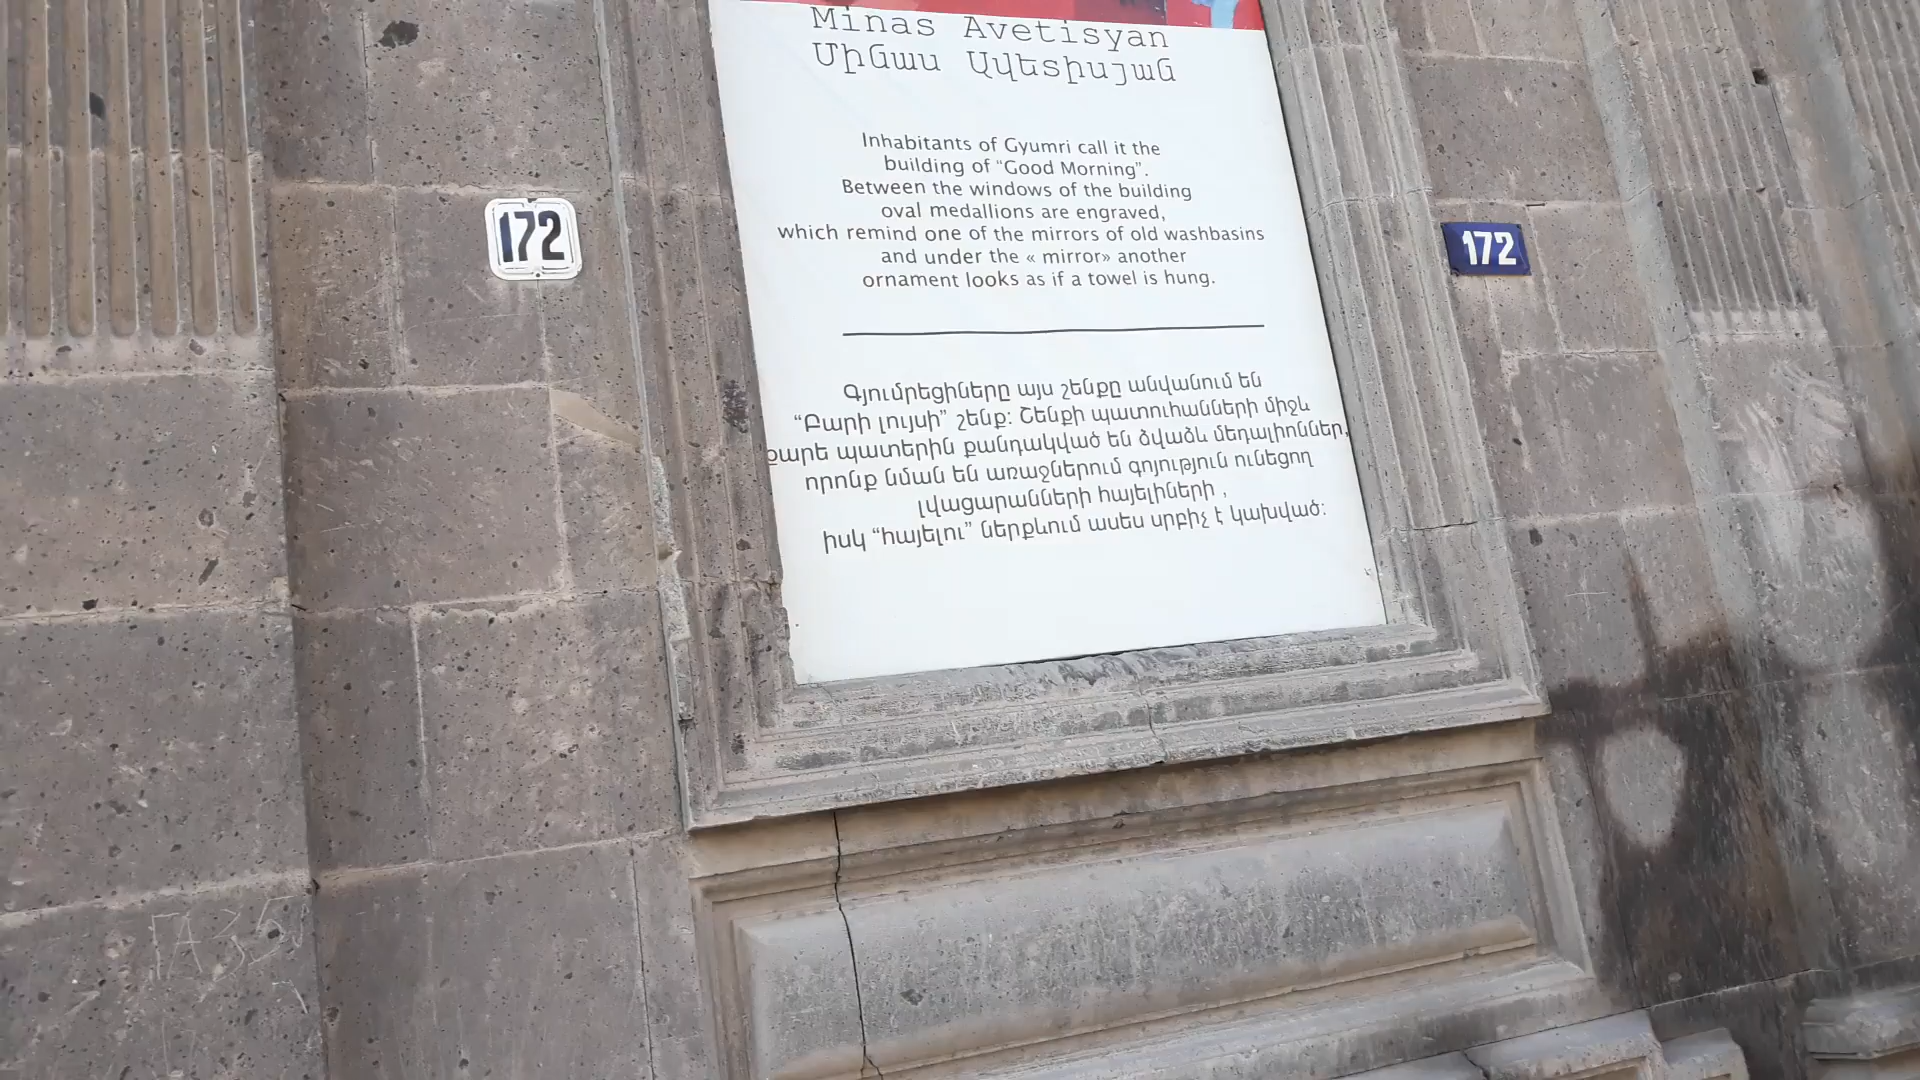 Minas Avetisyan
Մինաս Ավետիսյան
Inhabitants of Gyumri call it the
building of “Good Morning”.
Between the windows of the building
oval medallions are engraved,
which remind one of the mirrors of old washbasins
and under the « mirror» another
ornament looks as if a towel is hung.
Գյումրեցիները այս շենքը անվանում են
“Բարի լույսի” շենք: Շենքի պատուհանների միջև
քարե պատերին քանդակված են ձվաձև մեդալիոններ,
որոնք նման են առաջներում գոյություն ունեցող
լվացարանների հայելիների ,
իսկ “հայելու” ներքևում ասես սրբիչ է կախված:
172
172